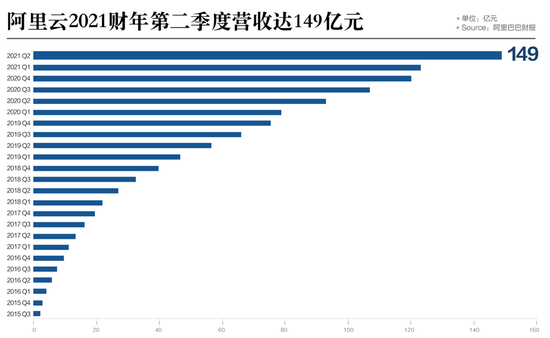 阿里云2021财年第二季度营收达149亿元
• 单位：亿元
• Source：阿里巴巴财报
2021 Q2
149
2021 Q1
2020 Q4
2020 Q3
2020 Q2
2020 Q1
2019 Q4
2019 Q3
2019 Q2
2019 Q1
2018 Q4
2018 Q3
2018 Q2
2018 Q1
2017 Q4
2017 Q3
2017 Q2
2017 Q1
2016 Q4
2016 Q3
2016 Q2
2016 Q1
2015 Q4
2015 Q3
0 20 40 60 80 100 120 140 160